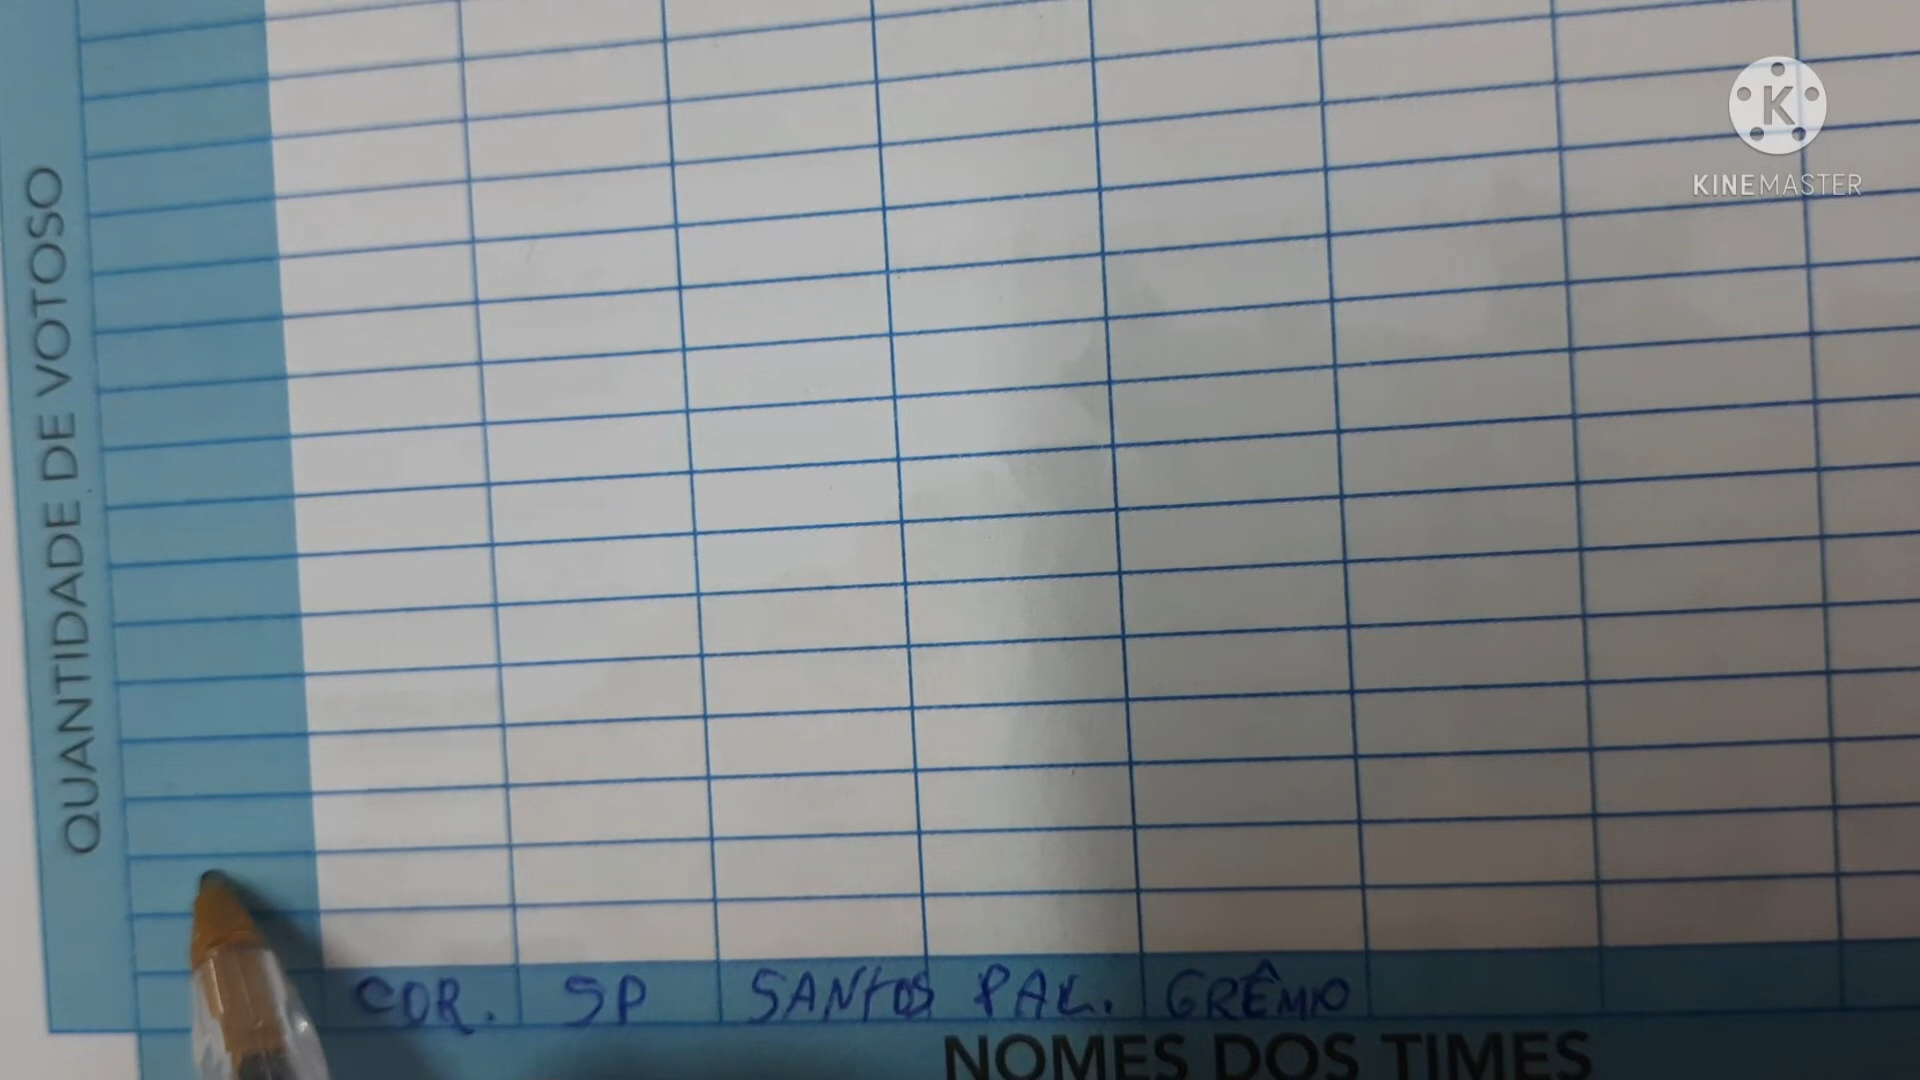 QUANTIDADE DE VOTOSO
K
KINEMASTER
COR. SP SANTOS PAL. GRÊMIO
NOMES DOS TIMES